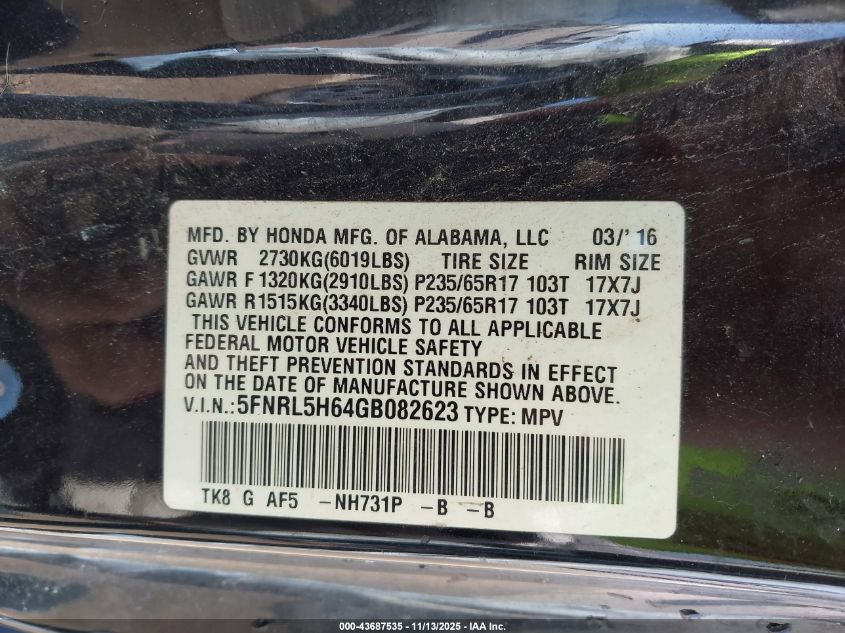 MFD. BY HONDA MFG. OF ALABAMA, LLC 03/' 16
GVWR 2730KG(6019LBS) TIRE SIZE RIM SIZE
GAWR F 1320KG(2910LBS) P235/65R17 103T 17X7J
GAWR R1515KG(3340LBS) P235/65R17 103T 17X7J
THIS VEHICLE CONFORMS TO ALL APPLICABLE
FEDERAL MOTOR VEHICLE SAFETY
AND THEFT PREVENTION STANDARDS IN EFFECT
ON THE DATE OF MANUFACTURE SHOWN ABOVE.
V.I.N.:5FNRL5H64GB082623 TYPE: MPV
TK8 G AF5 -NH731P -B -B
000-43687535 - 11/13/2025 - IAA Inc.